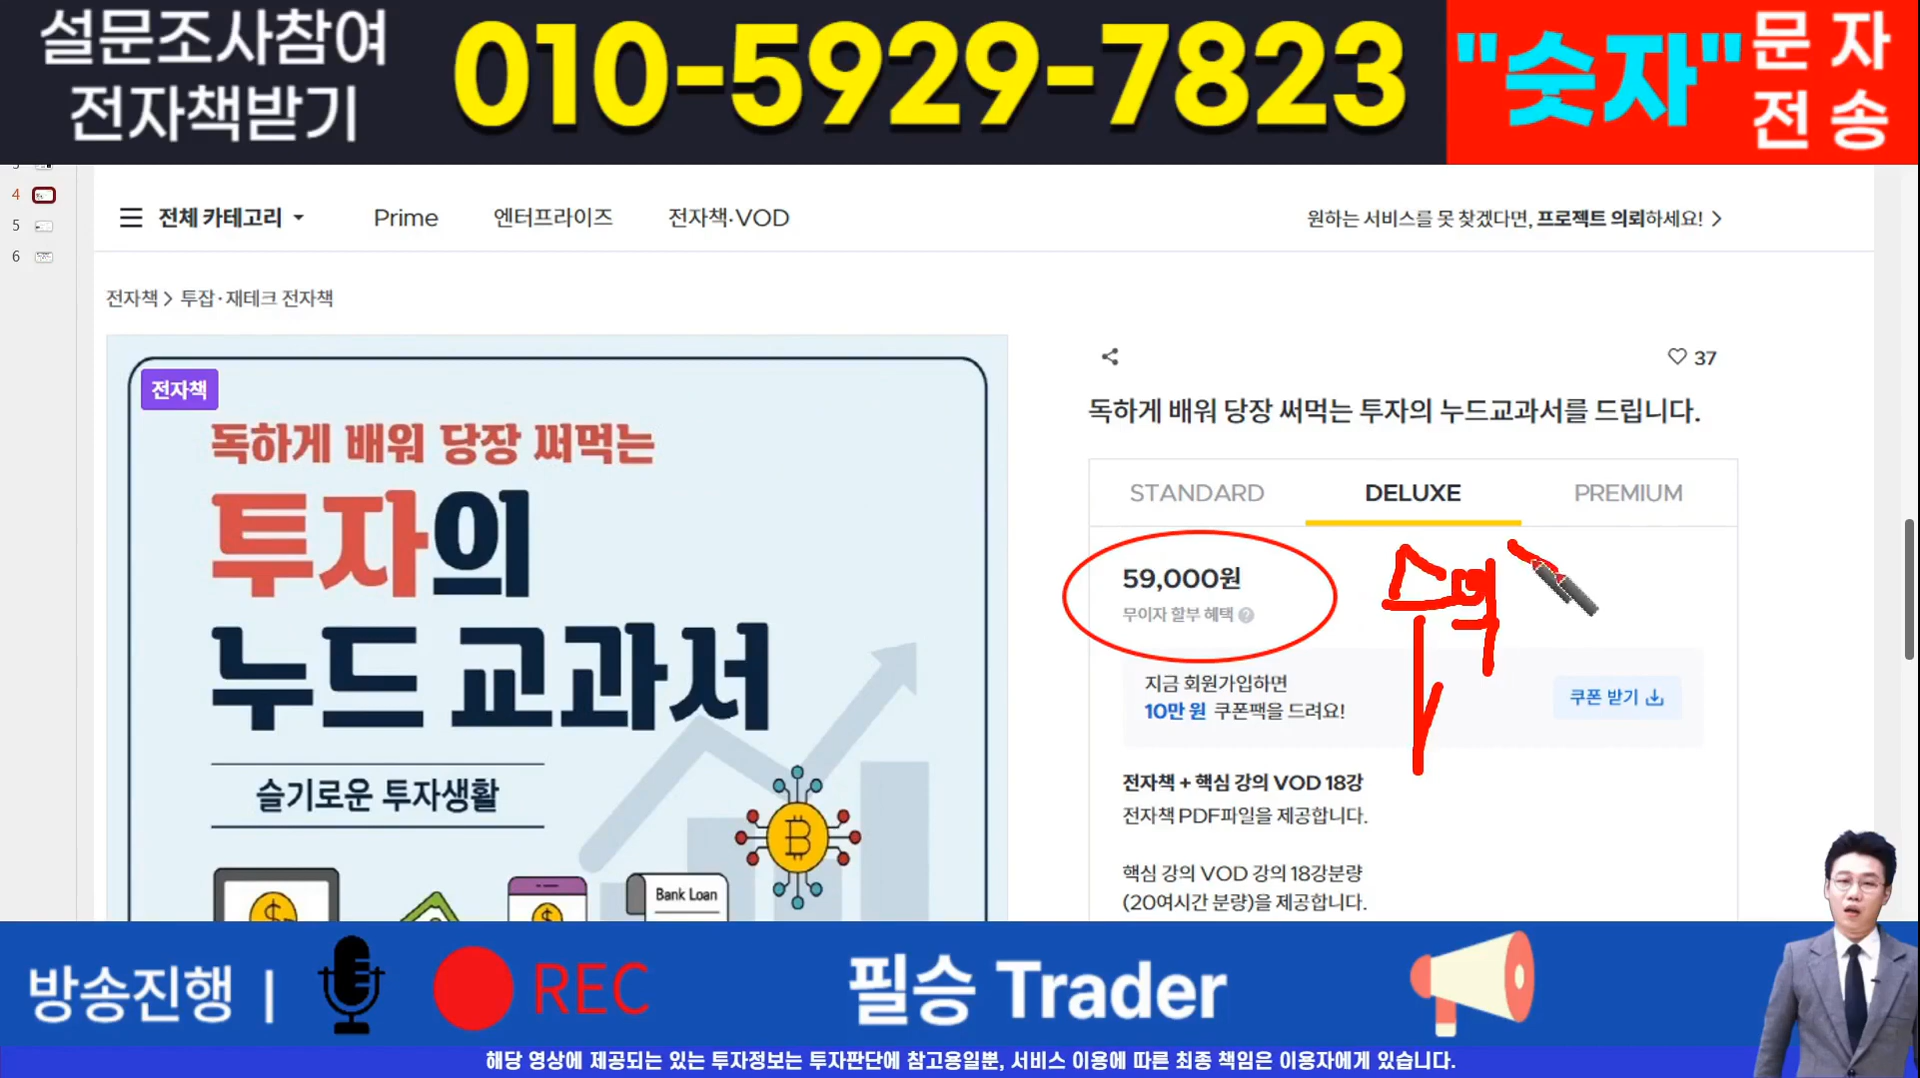 설문조사참여
전자책받기
010-5929-7823
"숫자"
문자
전송
4
5
6
전체 카테고리
Prime
엔터프라이즈
전자책·VOD
원하는 서비스를 못 찾겠다면, 프로젝트 의뢰하세요!
전자책 > 투잡·재테크 전자책
전자책
독하게 배워 당장 써먹는
투자의
누드 교과서
슬기로운 투자생활
Bank Loan
37
독하게 배워 당장 써먹는 투자의 누드교과서를 드립니다.
STANDARD
DELUXE
PREMIUM
59,000원
무이자 할부 혜택
지금 회원가입하면
10만 원 쿠폰팩을 드려요!
쿠폰 받기
전자책 + 핵심 강의 VOD 18강
전자책 PDF파일을 제공합니다.
핵심 강의 VOD 강의 18강분량
(20여시간 분량)을 제공합니다.
방송진행 |
REC
필승 Trader
해당 영상에 제공되는 있는 투자정보는 투자판단에 참고용일뿐, 서비스 이용에 따른 최종 책임은 이용자에게 있습니다.